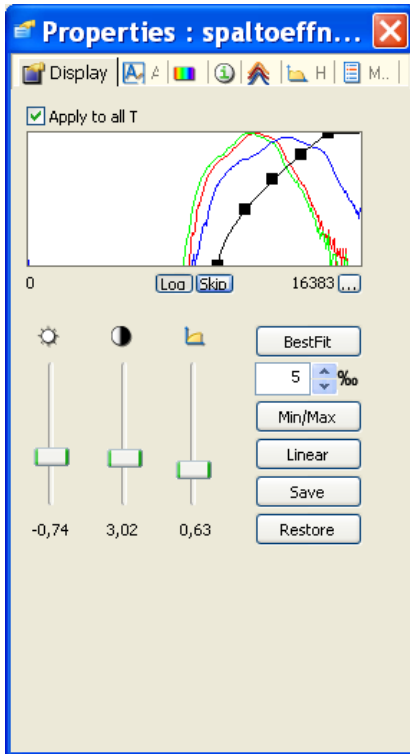 Properties : spaltoeffn...
Display A H M..
Apply to all T
0 Log Skip 16383 ...
BestFit
5 ‰
Min/Max
Linear
Save
-0,74 3,02 0,63 Restore